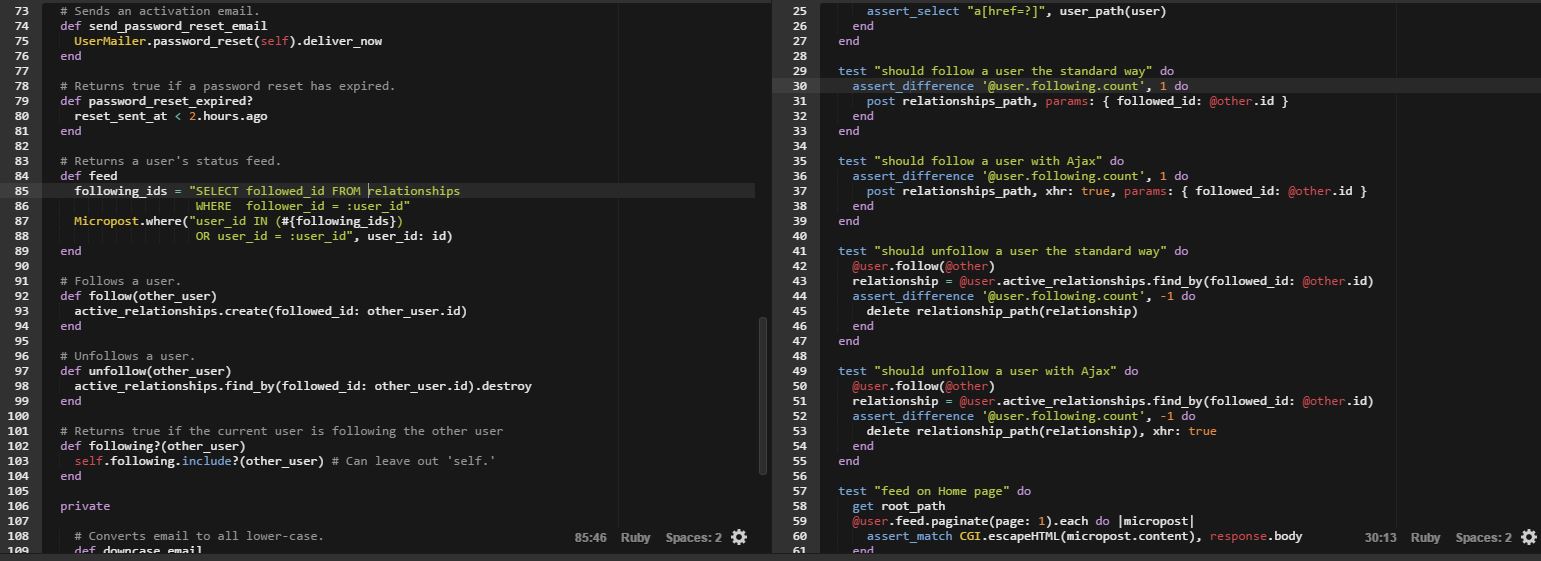 73 # Sends an activation email.
74 def send_password_reset_email
75 UserMailer.password_reset(self).deliver_now
76 end
77
78 # Returns true if a password reset has expired.
79 def password_reset_expired?
80 reset_sent_at < 2.hours.ago
81 end
82
83 # Returns a user's status feed.
84 def feed
85 following_ids = "SELECT followed_id FROM relationships
86 WHERE  follower_id = :user_id"
87 Micropost.where("user_id IN (#{following_ids})
88 OR user_id = :user_id", user_id: id)
89 end
90
91 # Follows a user.
92 def follow(other_user)
93 active_relationships.create(followed_id: other_user.id)
94 end
95
96 # Unfollows a user.
97 def unfollow(other_user)
98 active_relationships.find_by(followed_id: other_user.id).destroy
99 end
100
101 # Returns true if the current user is following the other user
102 def following?(other_user)
103 self.following.include?(other_user) # Can leave out 'self.'
104 end
105
106 private
107
108 # Converts email to all lower-case.
109 def downcase_email
85:46 Ruby Spaces: 2
25 assert_select "a[href=?]", user_path(user)
26 end
27 end
28
29 test "should follow a user the standard way" do
30 assert_difference '@user.following.count', 1 do
31 post relationships_path, params: { followed_id: @other.id }
32 end
33 end
34
35 test "should follow a user with Ajax" do
36 assert_difference '@user.following.count', 1 do
37 post relationships_path, xhr: true, params: { followed_id: @other.id }
38 end
39 end
40
41 test "should unfollow a user the standard way" do
42 @user.follow(@other)
43 relationship = @user.active_relationships.find_by(followed_id: @other.id)
44 assert_difference '@user.following.count', -1 do
45 delete relationship_path(relationship)
46 end
47 end
48
49 test "should unfollow a user with Ajax" do
50 @user.follow(@other)
51 relationship = @user.active_relationships.find_by(followed_id: @other.id)
52 assert_difference '@user.following.count', -1 do
53 delete relationship_path(relationship), xhr: true
54 end
55 end
56
57 test "feed on Home page" do
58 get root_path
59 @user.feed.paginate(page: 1).each do |micropost|
60 assert_match CGI.escapeHTML(micropost.content), response.body
61 end
30:13 Ruby Spaces: 2